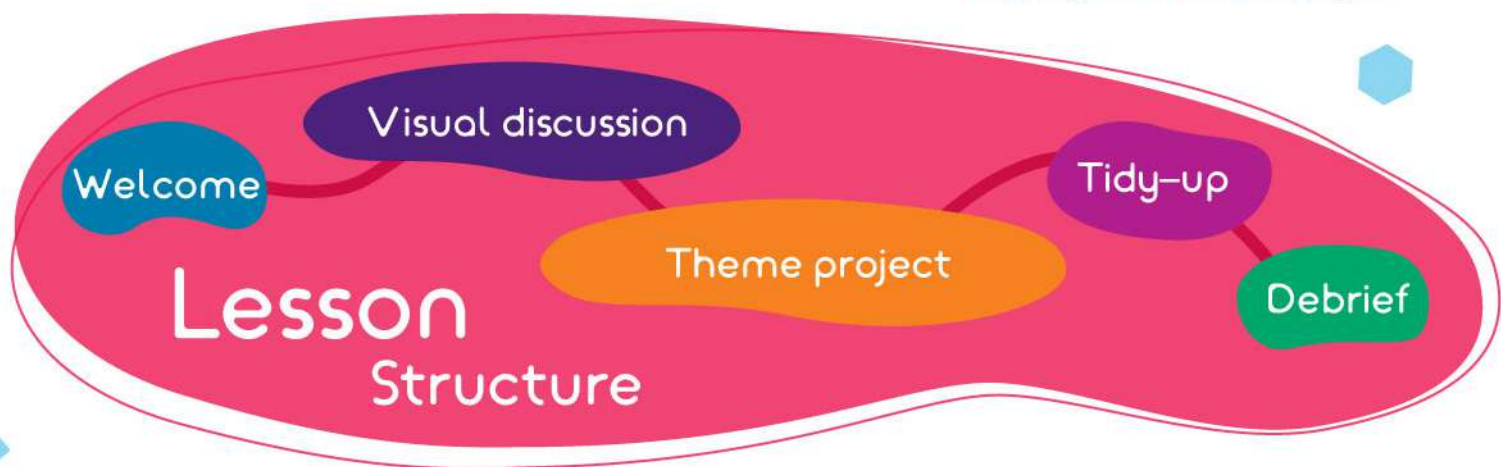 Welcome
Visual discussion
Theme project
Tidy-up
Debrief
Lesson
Structure